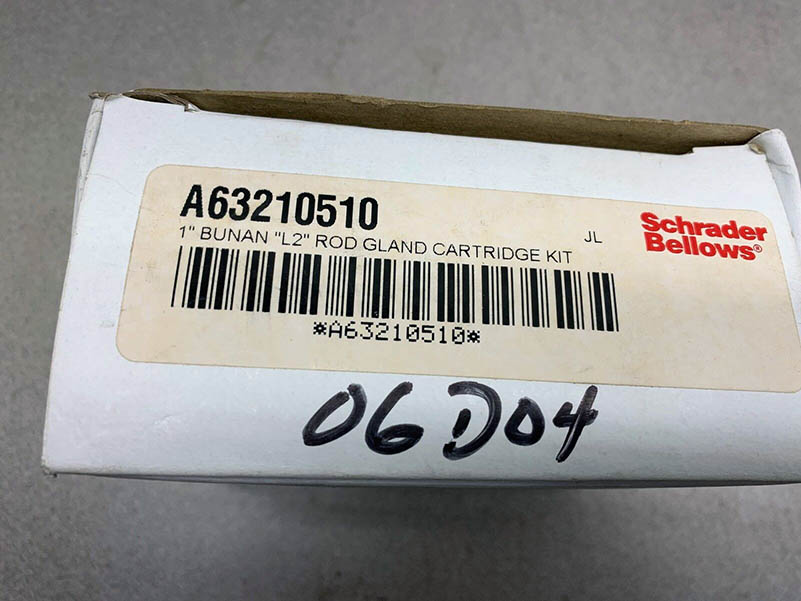 A63210510
1" BUNAN "L2" ROD GLAND CARTRIDGE KIT
JL
Schrader
Bellows®
*A63210510*
06D04